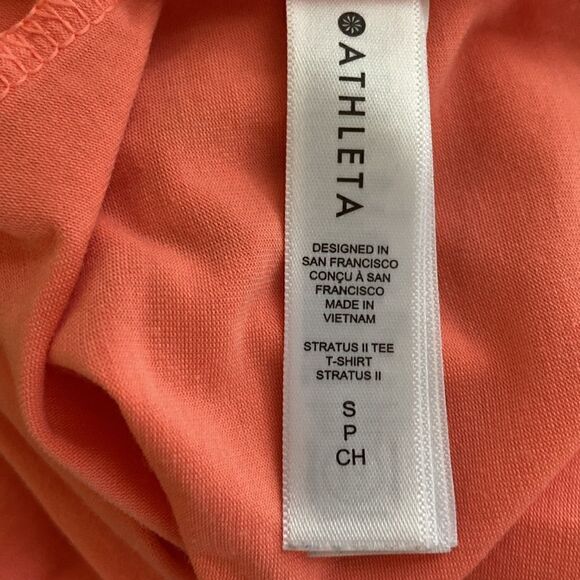 ATHLETA
DESIGNED IN
SAN FRANCISCO
CONÇU À SAN
FRANCISCO
MADE IN
VIETNAM
STRATUS II TEE
T-SHIRT
STRATUS II
S
P
CH